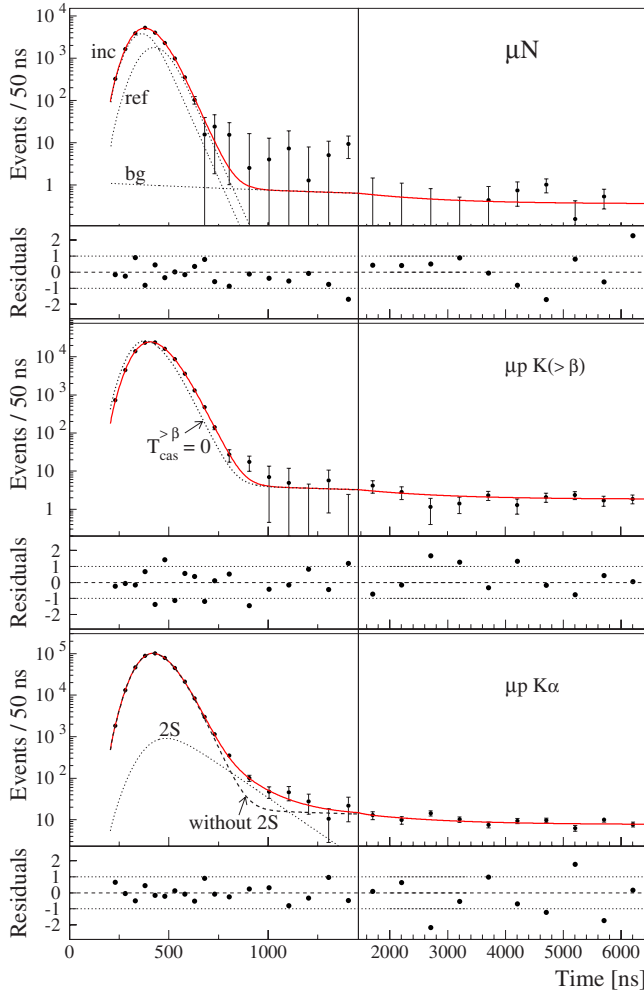 Events / 50 ns
10⁵
10⁴
10³
10²
10
1
μN
inc
ref
bg
Residuals
2
1
0
-1
-2
Events / 50 ns
10⁴
10³
10²
10
1
μp K(> β)
T_cas^{> β} = 0
Residuals
2
1
0
-1
-2
Events / 50 ns
10⁵
10⁴
10³
10²
10
μp Kα
2S
without 2S
Residuals
2
1
0
-1
-2
0 500 1000 2000 3000 4000 5000 6000
Time [ns]